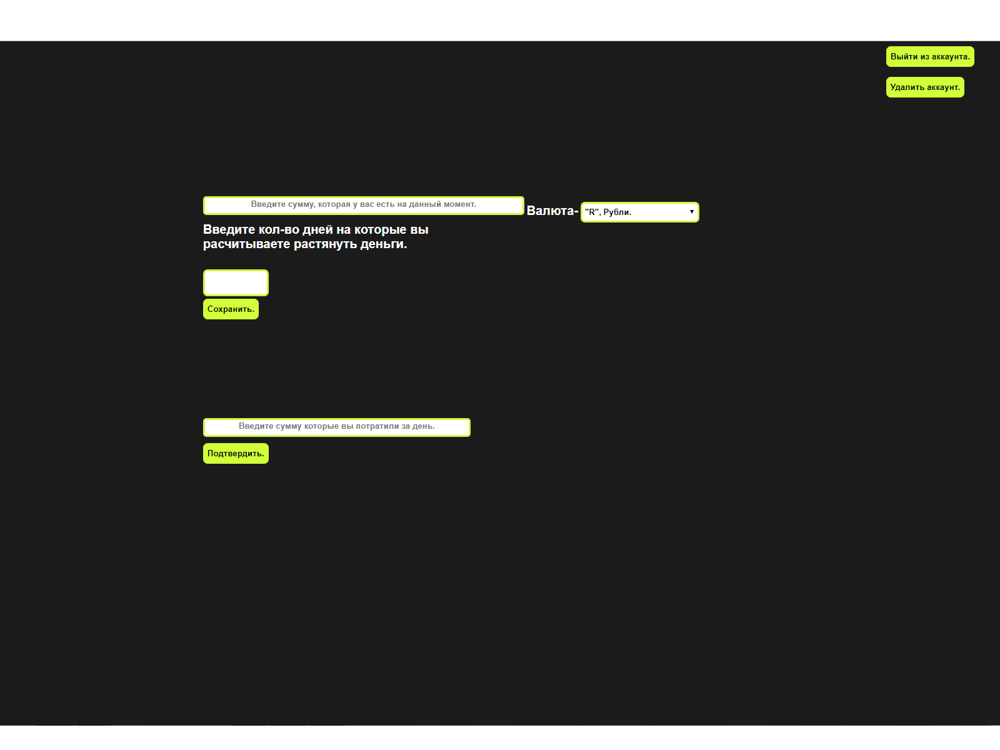 Выйти из аккаунта.
Удалить аккаунт.
Введите сумму, которая у вас есть на данный момент.
Валюта-
"R", Рубли.
Введите кол-во дней на которые вы
расчитываете растянуть деньги.
Сохранить.
Введите сумму которые вы потратили за день.
Подтвердить.